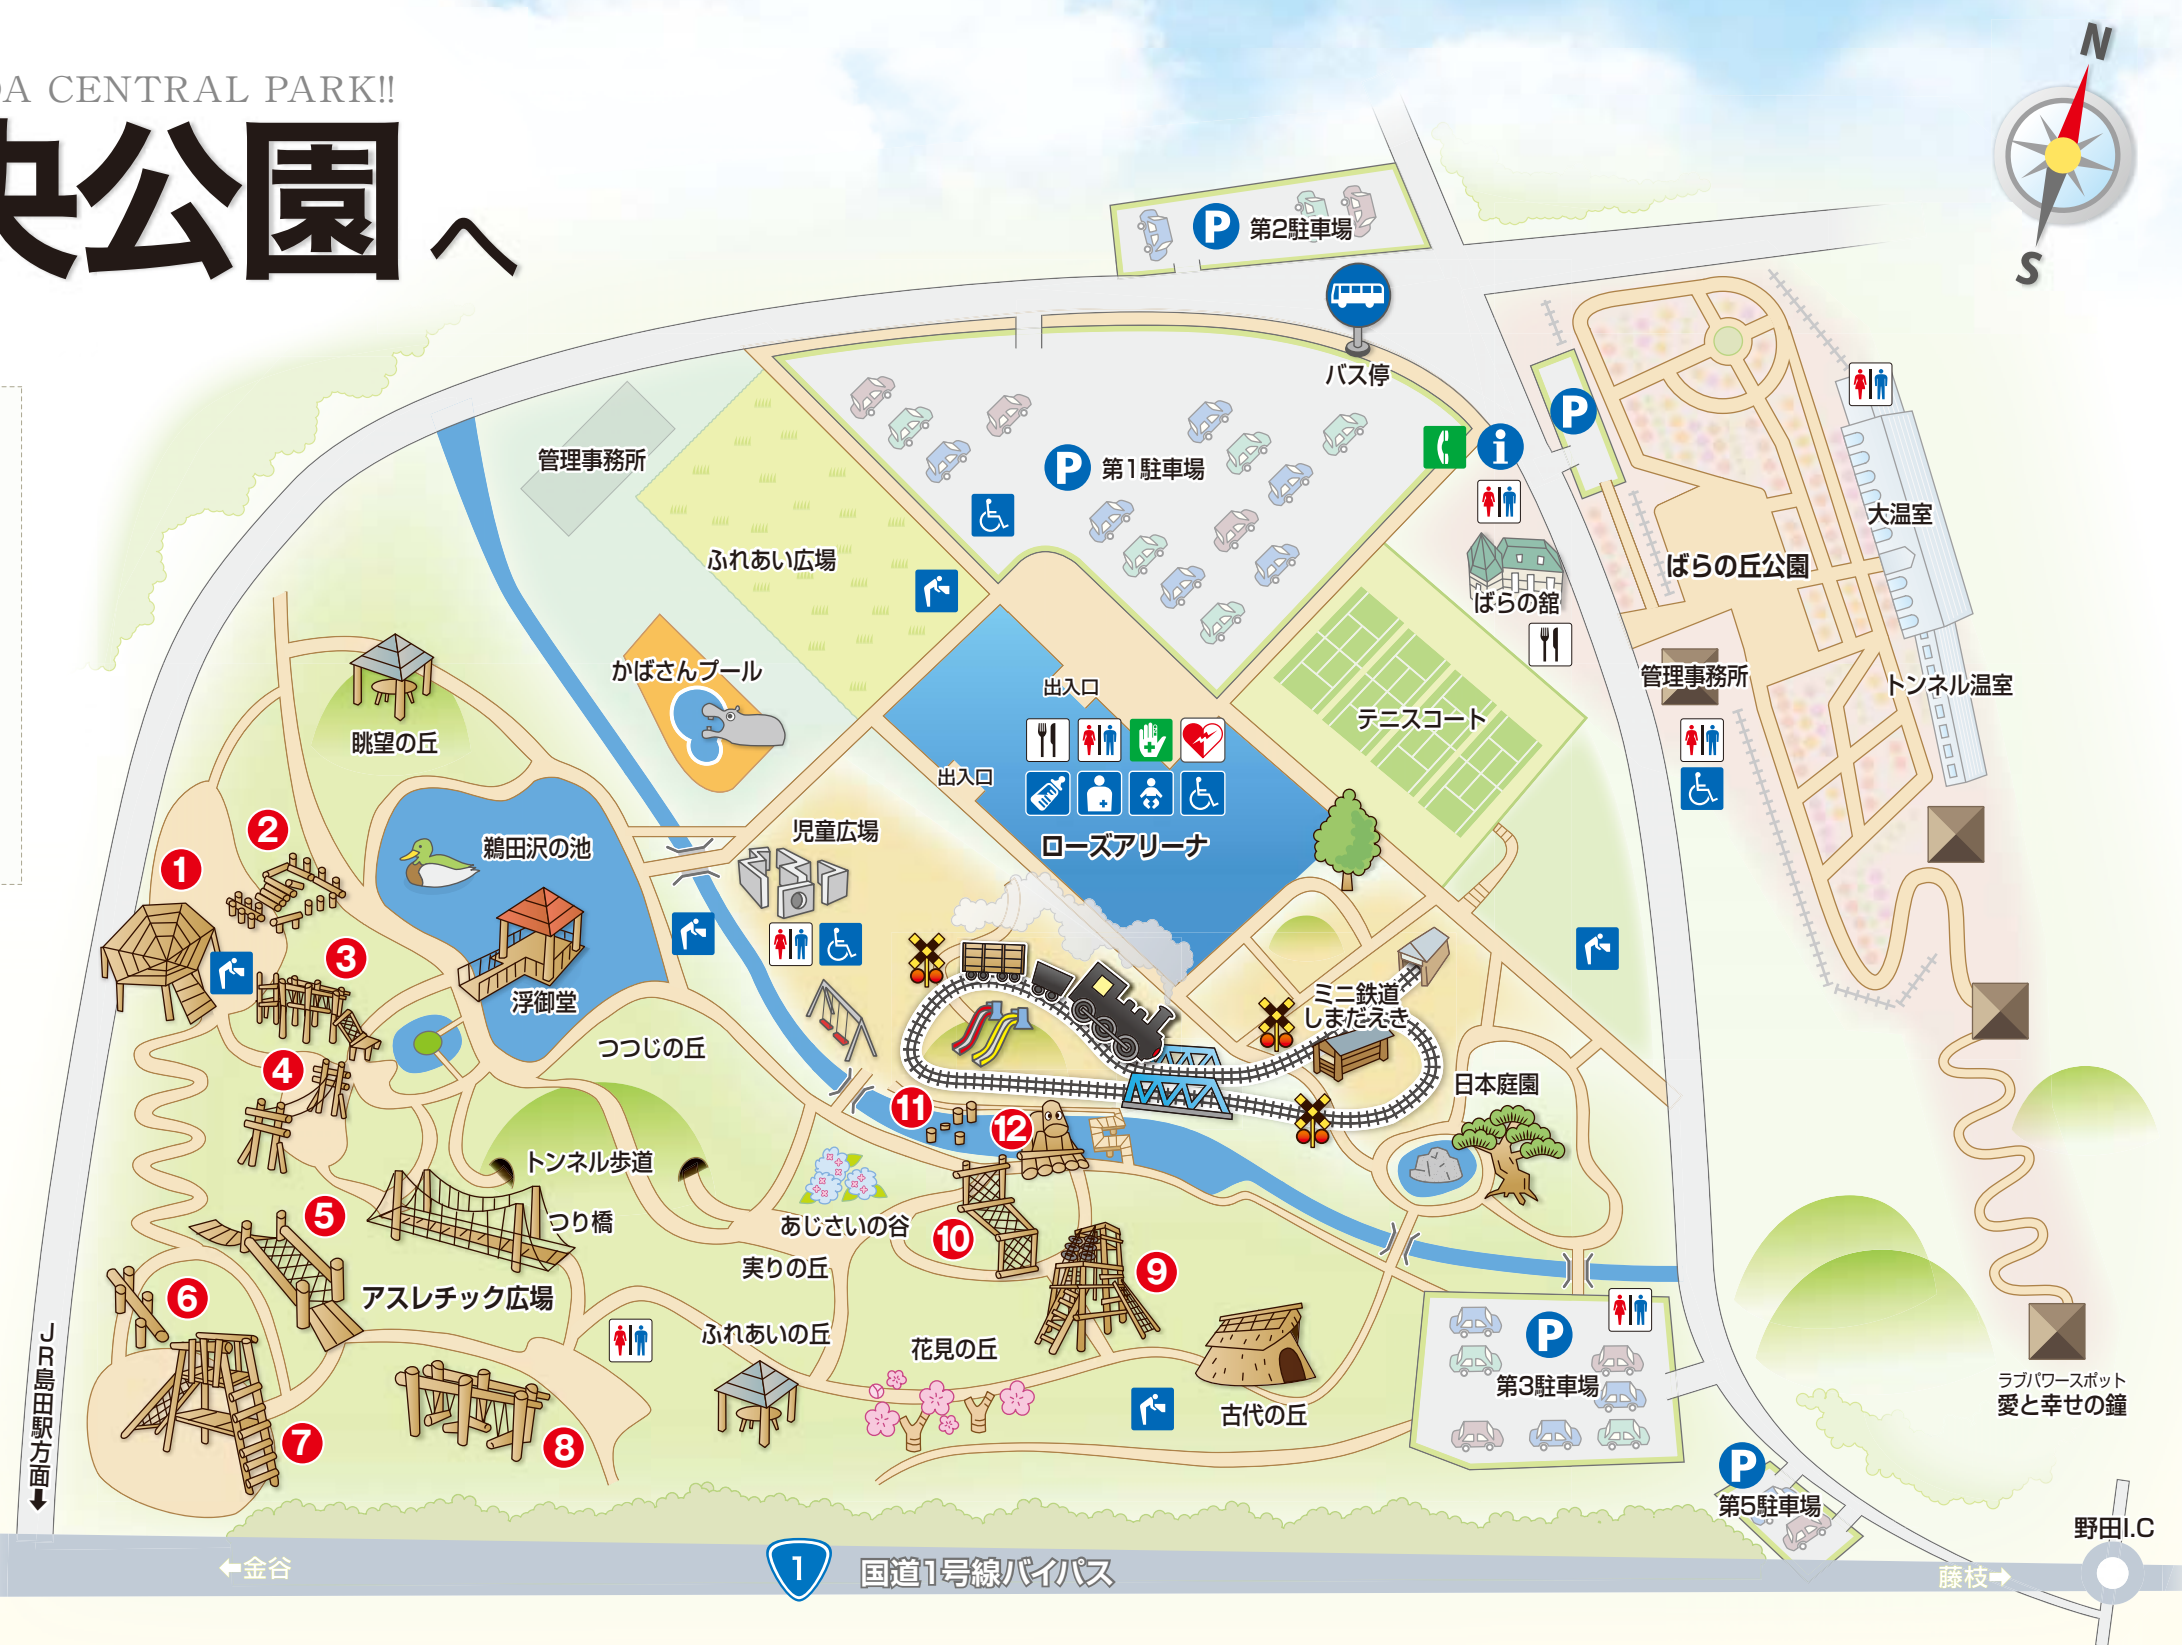 CENTRAL PARK!!
央公園へ
N
S
P 第2駐車場
バス停
P
管理事務所
P 第1駐車場
i
大温室
ふれあい広場
ばらの丘公園
ばらの舘
かばさんプール
出入口
管理事務所
トンネル温室
眺望の丘
テニスコート
出入口
児童広場
鵜田沢の池
ローズアリーナ
1
2
3
浮御堂
ミニ鉄道
しまだえき
つつじの丘
4
日本庭園
11
12
トンネル歩道
5
つり橋
あじさいの谷
10
実りの丘
9
6
アスレチック広場
ふれあいの丘
花見の丘
P
第3駐車場
ラブパワースポット
愛と幸せの鐘
古代の丘
7
8
JR島田駅方面⬇
P
第5駐車場
野田I.C
⬅金谷
1
国道1号線バイパス
藤枝➡